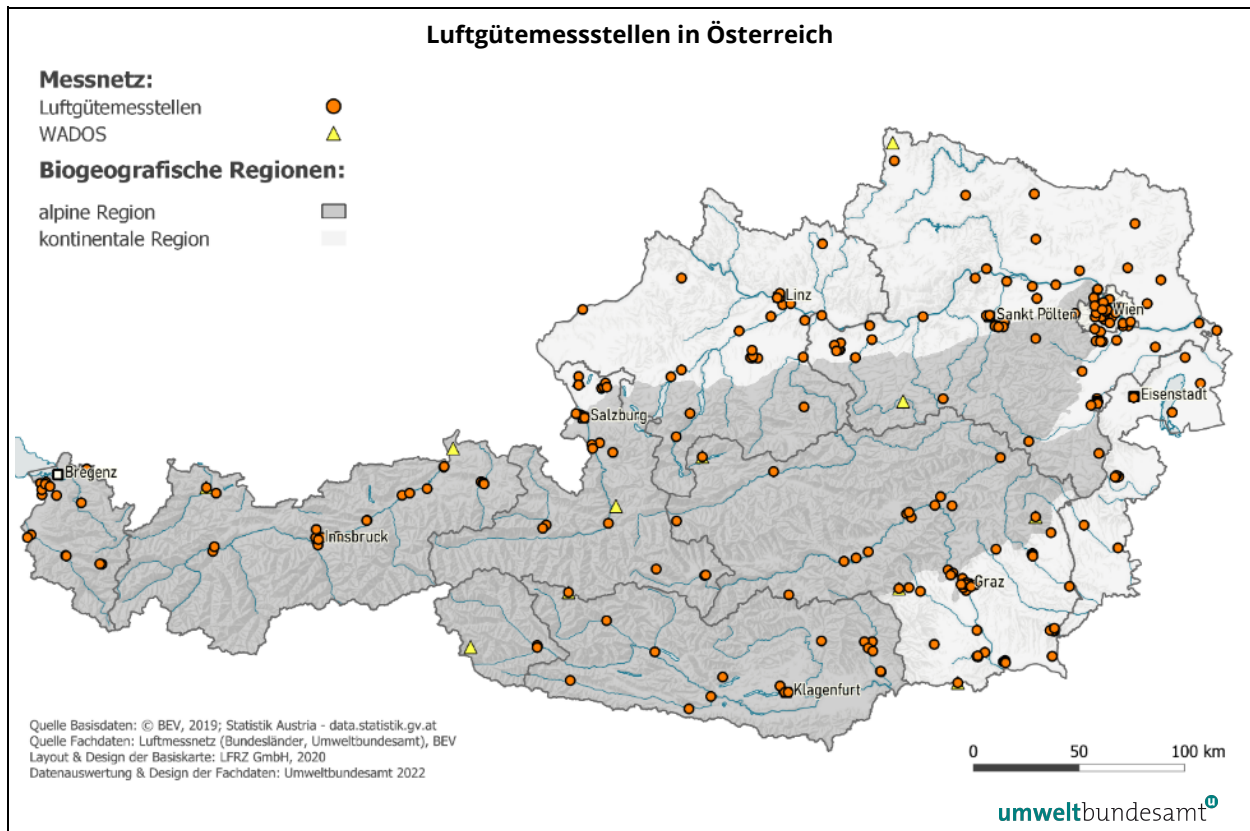 Luftgütemessstellen in Österreich
Messnetz:
Luftgütemesstellen
WADOS
Biogeografische Regionen:
alpine Region
kontinentale Region
Linz
Sankt Pölten
Wien
Eisenstadt
Salzburg
Bregenz
Innsbruck
Graz
Klagenfurt
Quelle Basisdaten: © BEV, 2019; Statistik Austria - data.statistik.gv.at
Quelle Fachdaten: Luftmessnetz (Bundesländer, Umweltbundesamt), BEV
Layout & Design der Basiskarte: LFRZ GmbH, 2020
Datenauswertung & Design der Fachdaten: Umweltbundesamt 2022
0 50 100 km
umweltbundesamt u